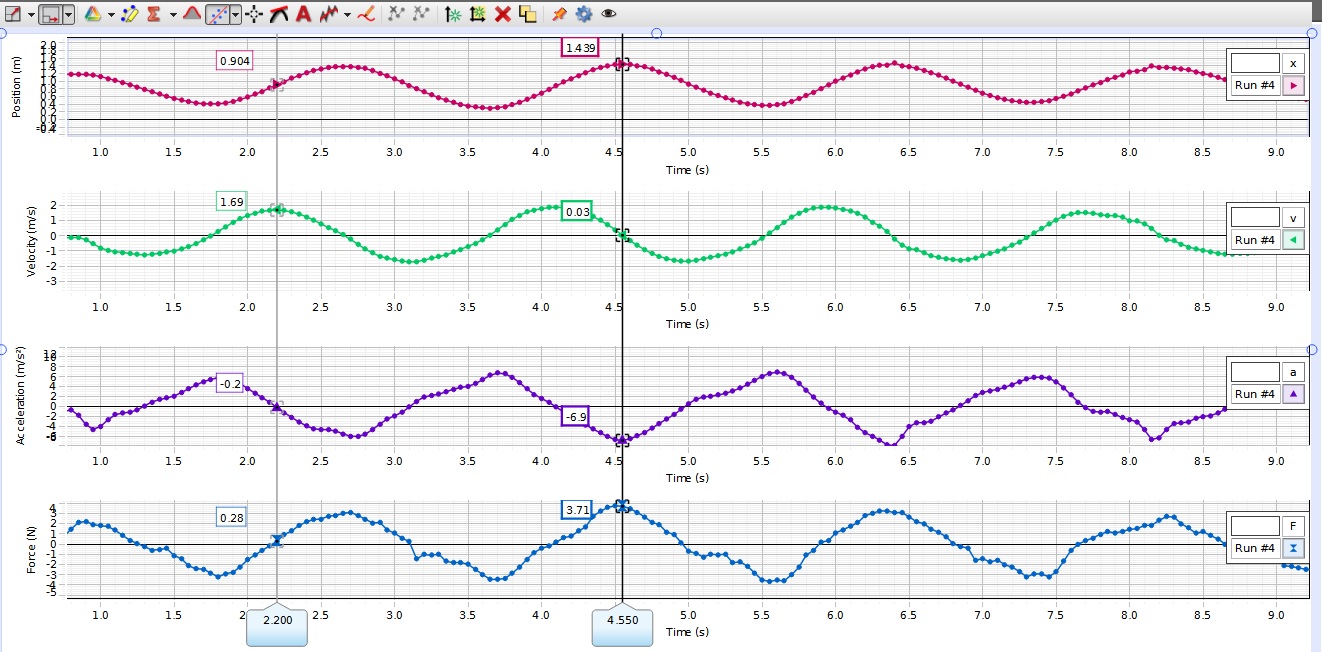 1.439
0.904
2.0
1.8
1.6
1.4
1.2
1.0
0.8
0.6
0.4
0.2
0.0
-0.2
-0.4
Position (m)
x
Run #4
1.0 1.5 2.0 2.5 3.0 3.5 4.0 4.5 5.0 5.5 6.0 6.5 7.0 7.5 8.0 8.5 9.0
Time (s)
1.69
0.03
2
1
0
-1
-2
-3
Velocity (m/s)
v
Run #4
1.0 1.5 2.0 2.5 3.0 3.5 4.0 4.5 5.0 5.5 6.0 6.5 7.0 7.5 8.0 8.5 9.0
Time (s)
-0.2
-6.9
12
10
8
6
4
2
0
-2
-4
Acceleration (m/s²)
a
Run #4
1.0 1.5 2.0 2.5 3.0 3.5 4.0 4.5 5.0 5.5 6.0 6.5 7.0 7.5 8.0 8.5 9.0
Time (s)
3.71
0.28
4
3
2
1
0
-1
-2
-3
-4
-5
Force (N)
F
Run #4
1.0 1.5 2 2.5 3.0 3.5 4.0 5.0 5.5 6.0 6.5 7.0 7.5 8.0 8.5 9.0
2.200
4.550
Time (s)